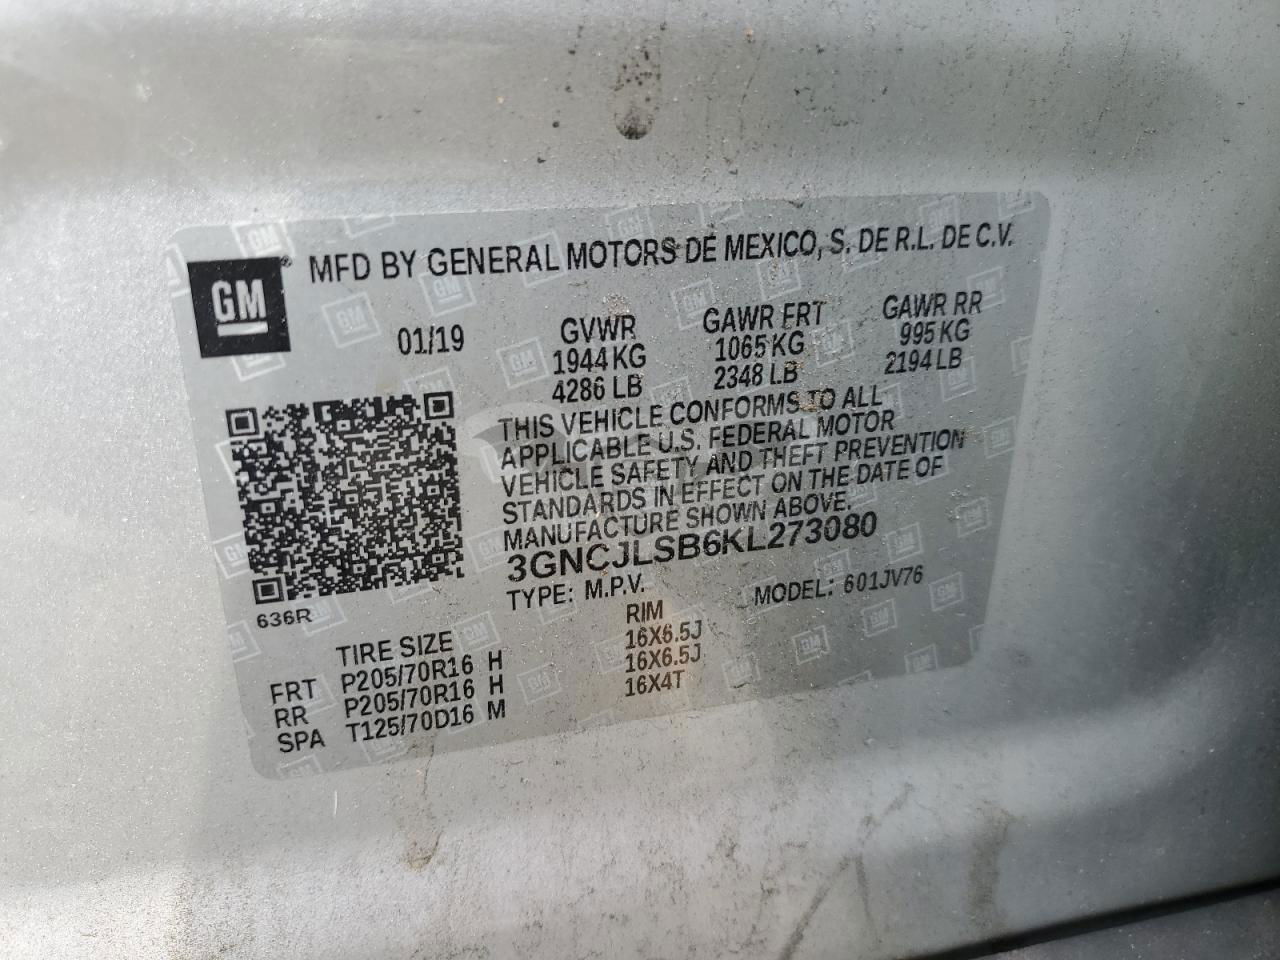 GM
MFD BY GENERAL MOTORS DE MEXICO, S. DE R.L. DE C.V.
01/19
GVWR GAWR FRT GAWR RR
1944 KG 1065 KG 995 KG
4286 LB 2348 LB 2194 LB
THIS VEHICLE CONFORMS TO ALL
APPLICABLE U.S. FEDERAL MOTOR
VEHICLE SAFETY AND THEFT PREVENTION
STANDARDS IN EFFECT ON THE DATE OF
MANUFACTURE SHOWN ABOVE.
3GNCJLSB6KL273080
TYPE: M.P.V. MODEL: 601JV76
636R
TIRE SIZE RIM
FRT P205/70R16 H 16X6.5J
RR P205/70R16 H 16X6.5J
SPA T125/70D16 M 16X4T